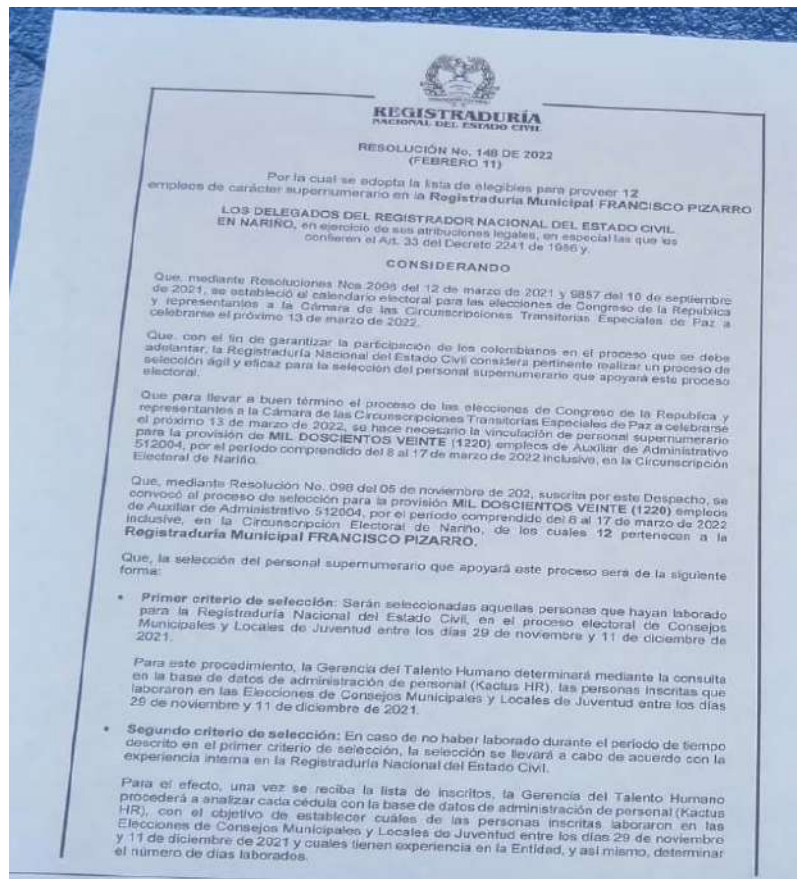 REGISTRADURÍA
NACIONAL DEL ESTADO CIVIL
RESOLUCIÓN No. 148 DE 2022
(FEBRERO 11)
Por la cual se adopta la lista de elegibles para proveer 12
empleos de carácter supernumerario en la Registraduría Municipal FRANCISCO PIZARRO
LOS DELEGADOS DEL REGISTRADOR NACIONAL DEL ESTADO CIVIL
EN NARIÑO, en ejercicio de sus atribuciones legales, en especial las que les
confieren el Art. 33 del Decreto 2241 de 1986 y,
CONSIDERANDO
Que, mediante Resoluciones Nos 2098 del 12 de marzo de 2021 y 9857 del 10 de septiembre
de 2021, se estableció el calendario electoral para las elecciones de Congreso de la Republica
y representantes a la Cámara de las Circunscripciones Transitorias Especiales de Paz a
celebrarse el próximo 13 de marzo de 2022.
Que, con el fin de garantizar la participación de los colombianos en el proceso que se debe
adelantar, la Registraduría Nacional del Estado Civil considera pertinente realizar un proceso de
selección ágil y eficaz para la selección del personal supernumerario que apoyará este proceso
electoral.
Que para llevar a buen término el proceso de las elecciones de Congreso de la Republica y
representantes a la Cámara de las Circunscripciones Transitorias Especiales de Paz a celebrarse
el próximo 13 de marzo de 2022, se hace necesario la vinculación de personal supernumerario
para la provisión de MIL DOSCIENTOS VEINTE (1220) empleos de Auxiliar de Administrativo
512004, por el período comprendido del 8 al 17 de marzo de 2022 inclusive, en la Circunscripción
Electoral de Nariño.
Que, mediante Resolución No. 098 del 05 de noviembre de 202, suscrita por este Despacho, se
convocó el proceso de selección para la provisión MIL DOSCIENTOS VEINTE (1220) empleos
de Auxiliar de Administrativo 512004, por el periodo comprendido del 8 al 17 de marzo de 2022
inclusive, en la Circunscripción Electoral de Nariño, de los cuales 12 pertenecen a la
Registraduría Municipal FRANCISCO PIZARRO.
Que, la selección del personal supernumerario que apoyará este proceso será de la siguiente
forma:
• Primer criterio de selección: Serán seleccionadas aquellas personas que hayan laborado
para la Registraduría Nacional del Estado Civil, en el proceso electoral de Consejos
Municipales y Locales de Juventud entre los días 29 de noviembre y 11 de diciembre de
2021.
Para este procedimiento, la Gerencia del Talento Humano determinará mediante la consulta
en la base de datos de administración de personal (Kactus HR), las personas inscritas que
laboraron en las Elecciones de Consejos Municipales y Locales de Juventud entre los días
29 de noviembre y 11 de diciembre de 2021.
• Segundo criterio de selección: En caso de no haber laborado durante el periodo de tiempo
descrito en el primer criterio de selección, la selección se llevará a cabo de acuerdo con la
experiencia interna en la Registraduría Nacional del Estado Civil.
Para el efecto, una vez se reciba la lista de inscritos, la Gerencia del Talento Humano
procederá a analizar cada cédula con la base de datos de administración de personal (Kactus
HR), con el objetivo de establecer cuáles de las personas inscritas laboraron en las
Elecciones de Consejos Municipales y Locales de Juventud entre los días 29 de noviembre
y 11 de diciembre de 2021 y cuales tienen experiencia en la Entidad, y así mismo, determinar
el número de días laborados.